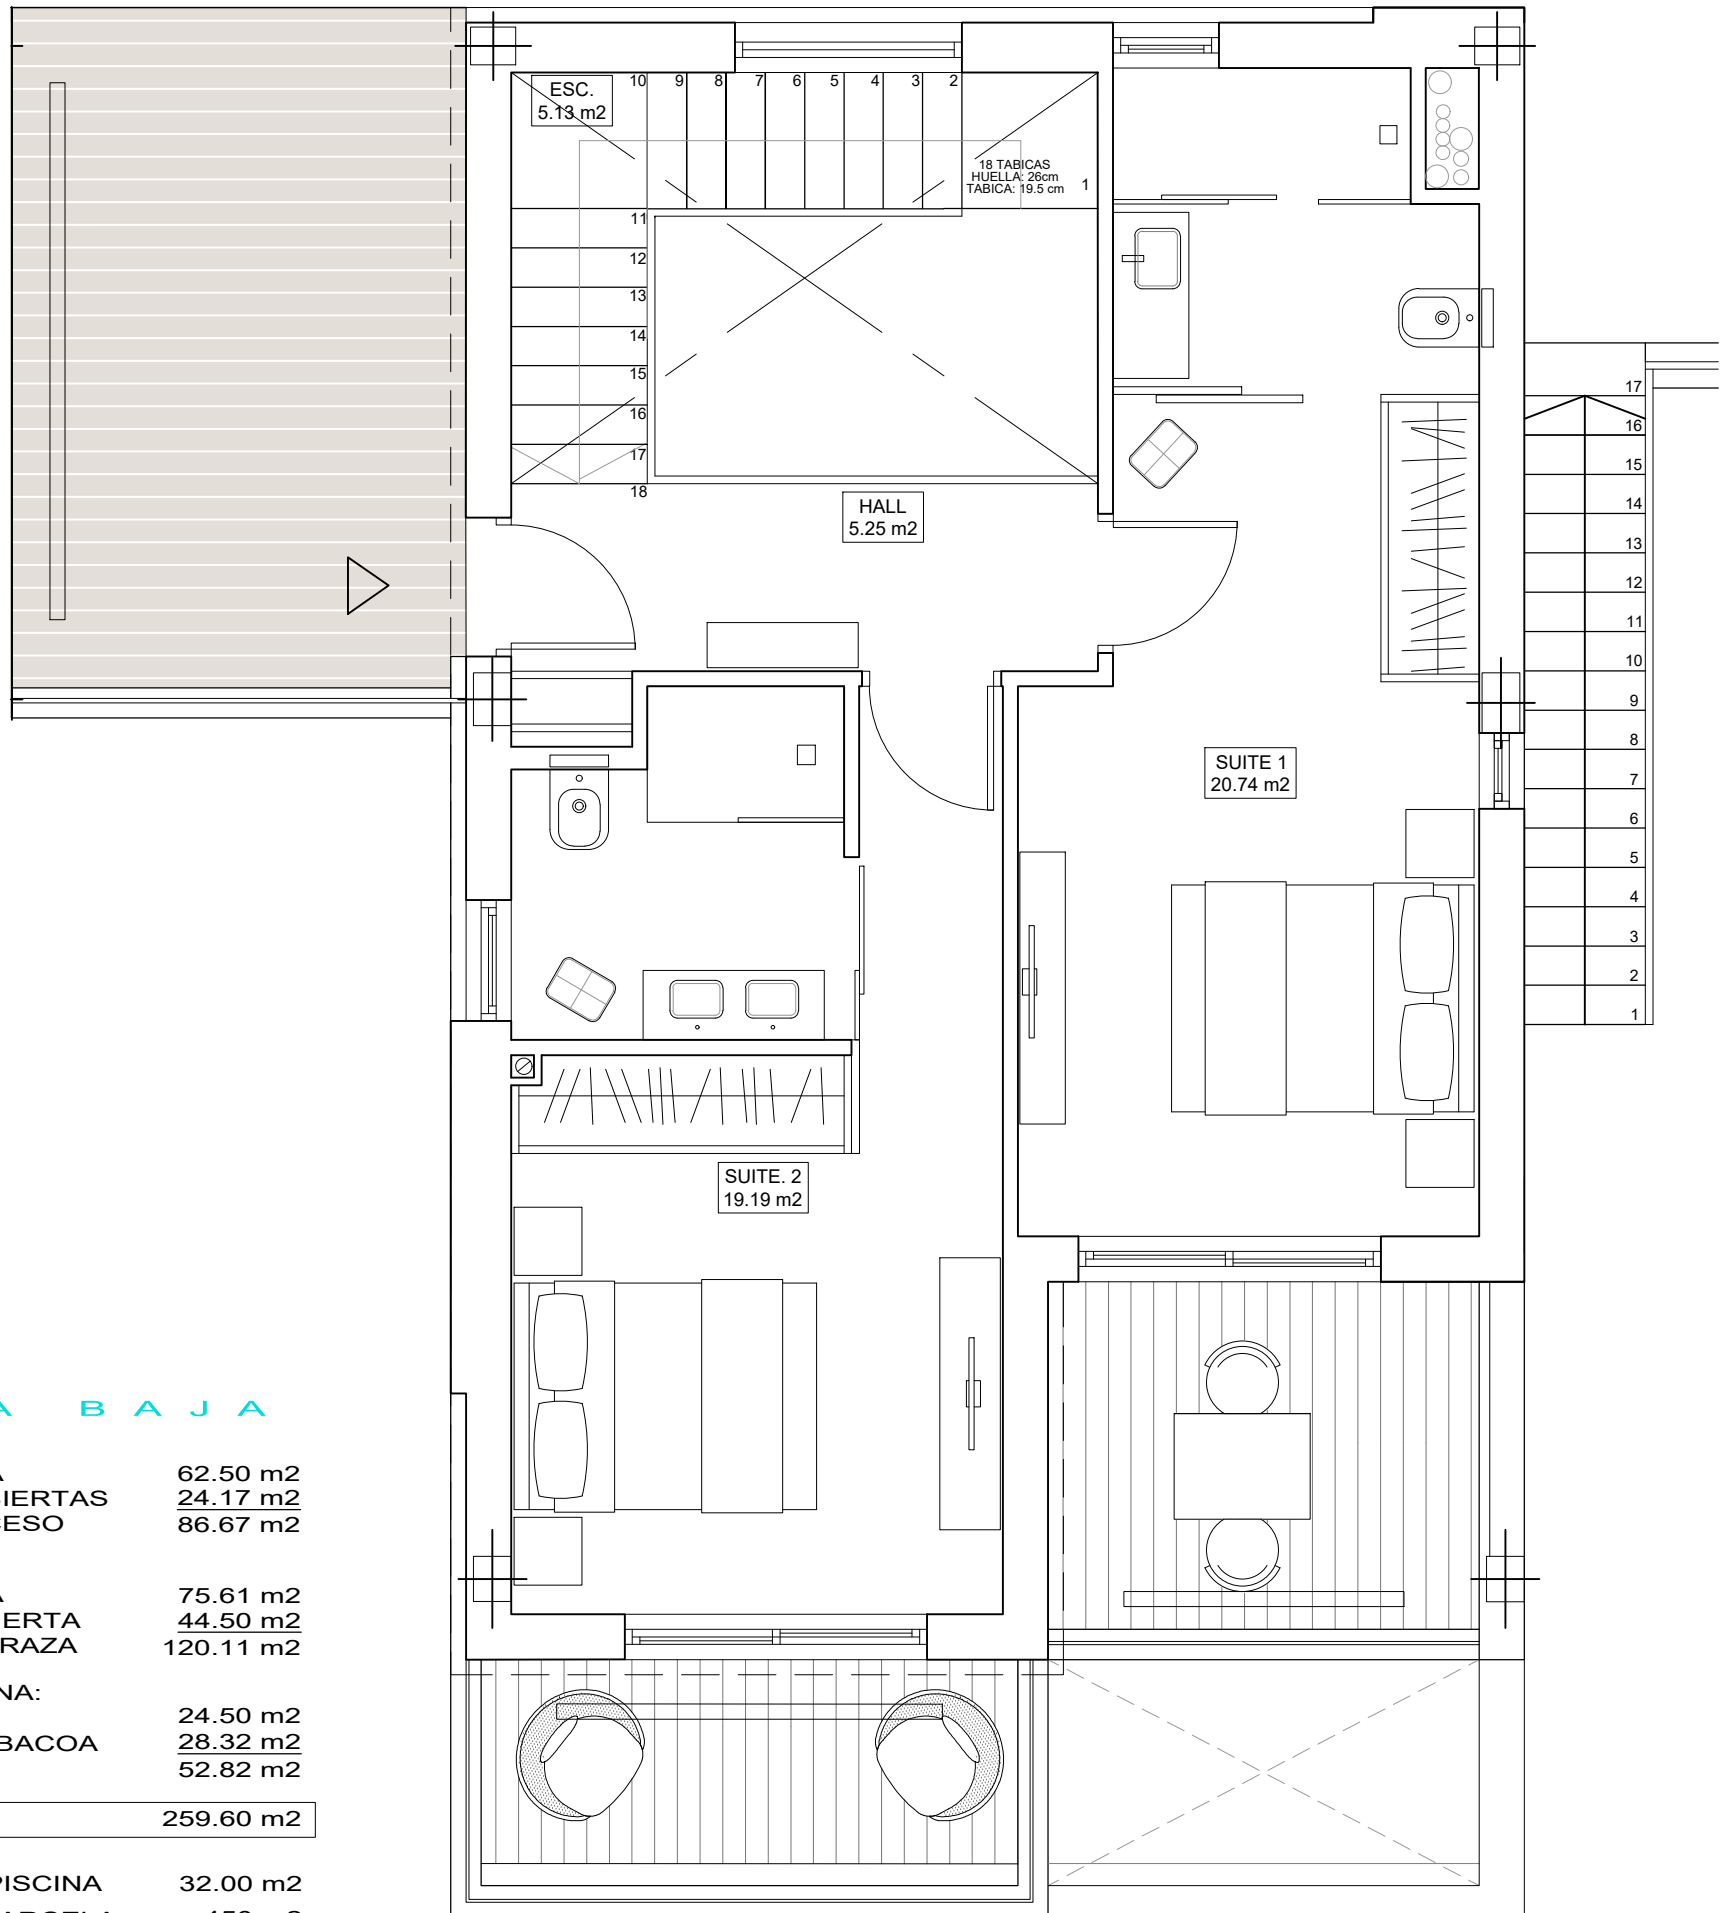 ESC.
5.13 m2
10 9 8 7 6 5 4 3 2
18 TABICAS
HUELLA: 26cm
TABICA: 19.5 cm
1
11
12
13
14
15
16
17
18
HALL
5.25 m2
17
16
15
14
13
12
11
10
9
8
7
6
5
4
3
2
1
SUITE 1
20.74 m2
SUITE. 2
19.19 m2
A BAJA
A 62.50 m2
BIERTAS 24.17 m2
CESO 86.67 m2
A 75.61 m2
IERTA 44.50 m2
RAZA 120.11 m2
NA:
24.50 m2
BACOA 28.32 m2
52.82 m2
259.60 m2
PISCINA 32.00 m2